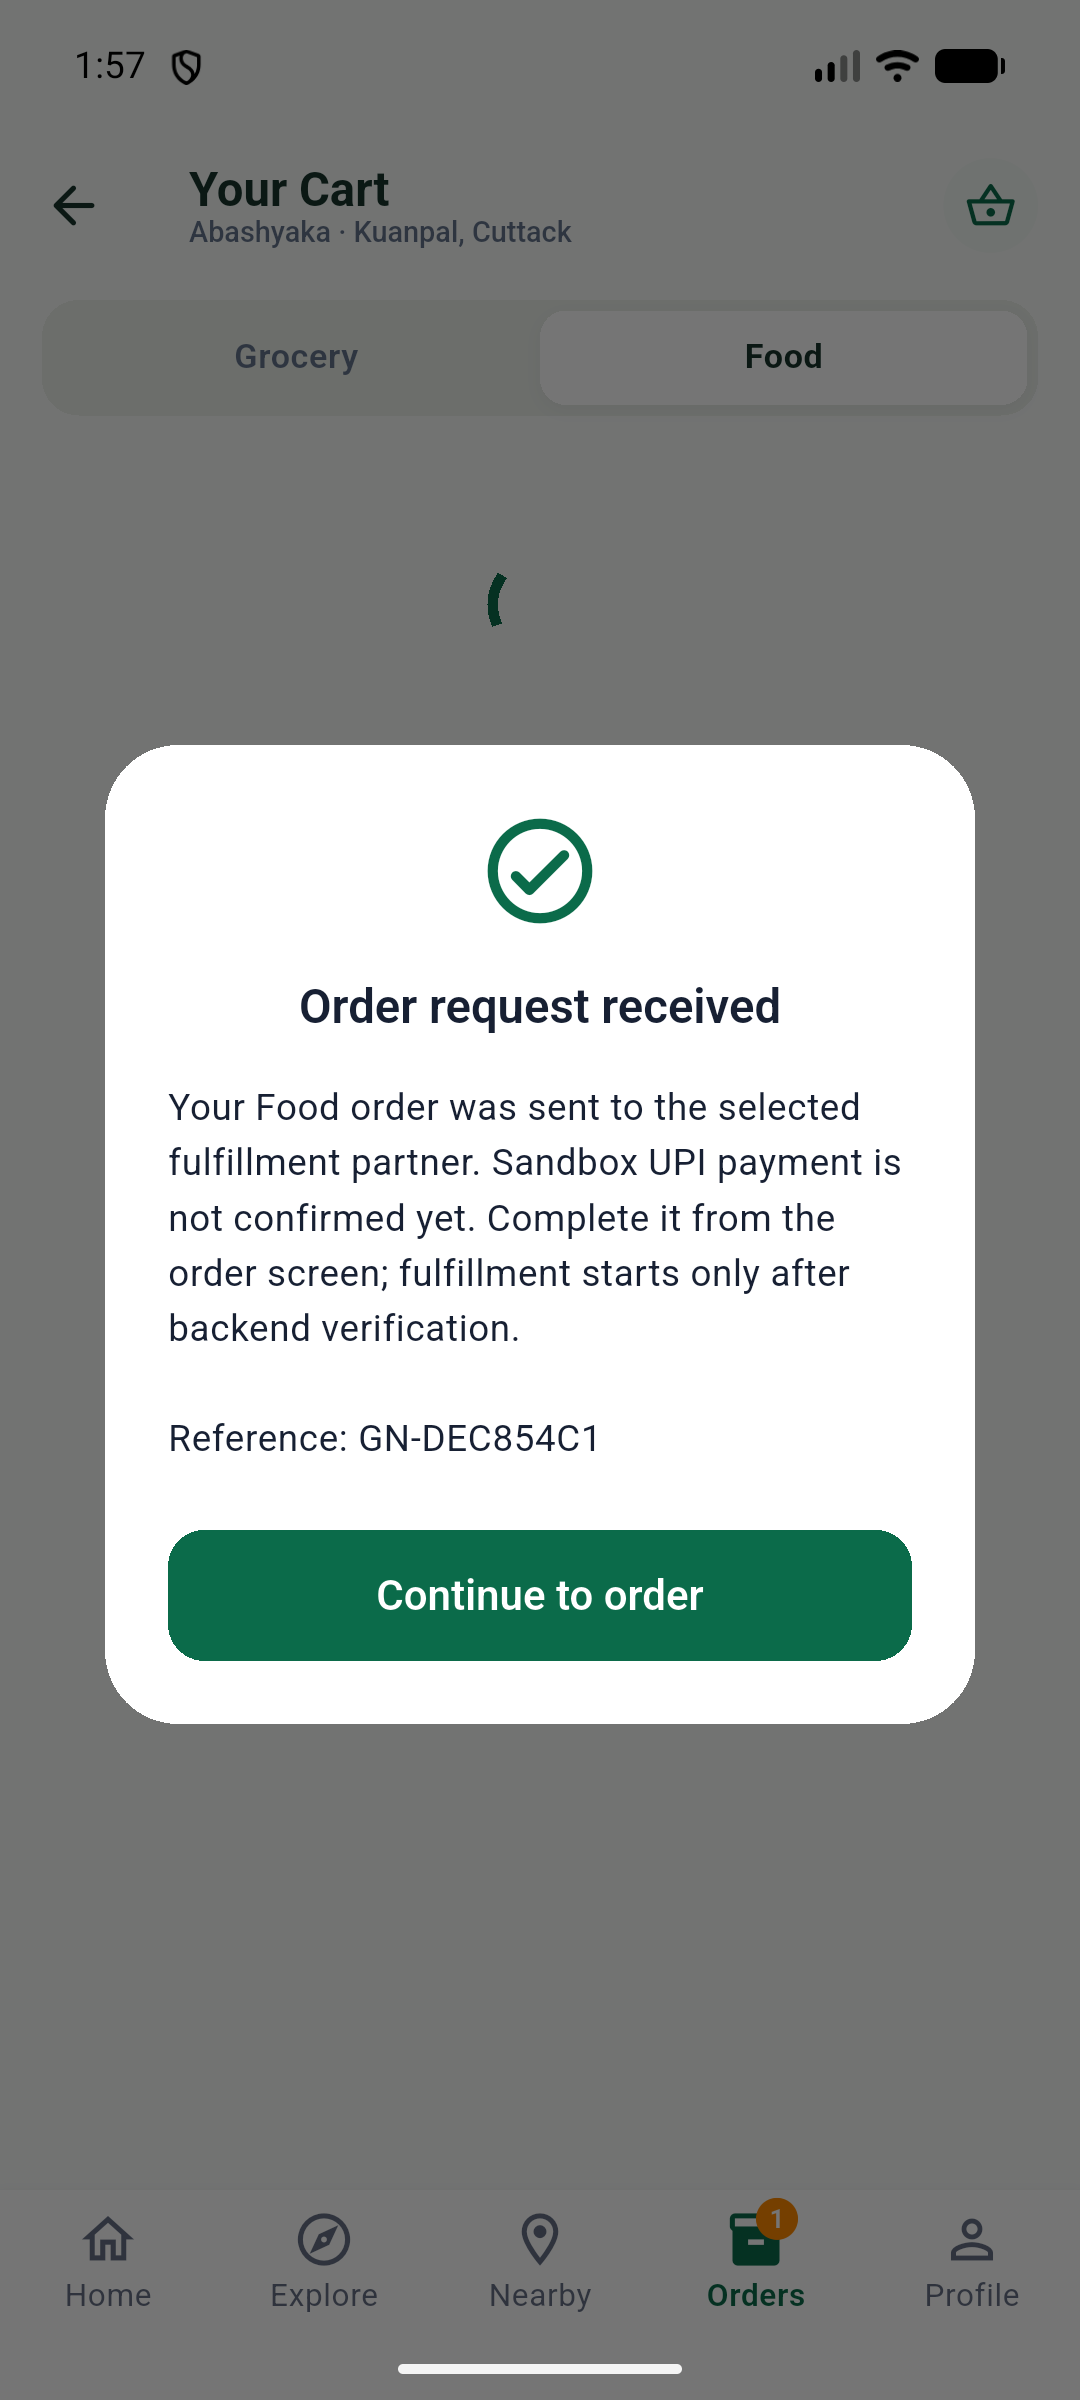 1:57
Your Cart
Abashyaka · Kuanpal, Cuttack
Grocery
Food
Order request received
Your Food order was sent to the selected
fulfillment partner. Sandbox UPI payment is
not confirmed yet. Complete it from the
order screen; fulfillment starts only after
backend verification.
Reference: GN-DEC854C1
Continue to order
1
Home
Explore
Nearby
Orders
Profile